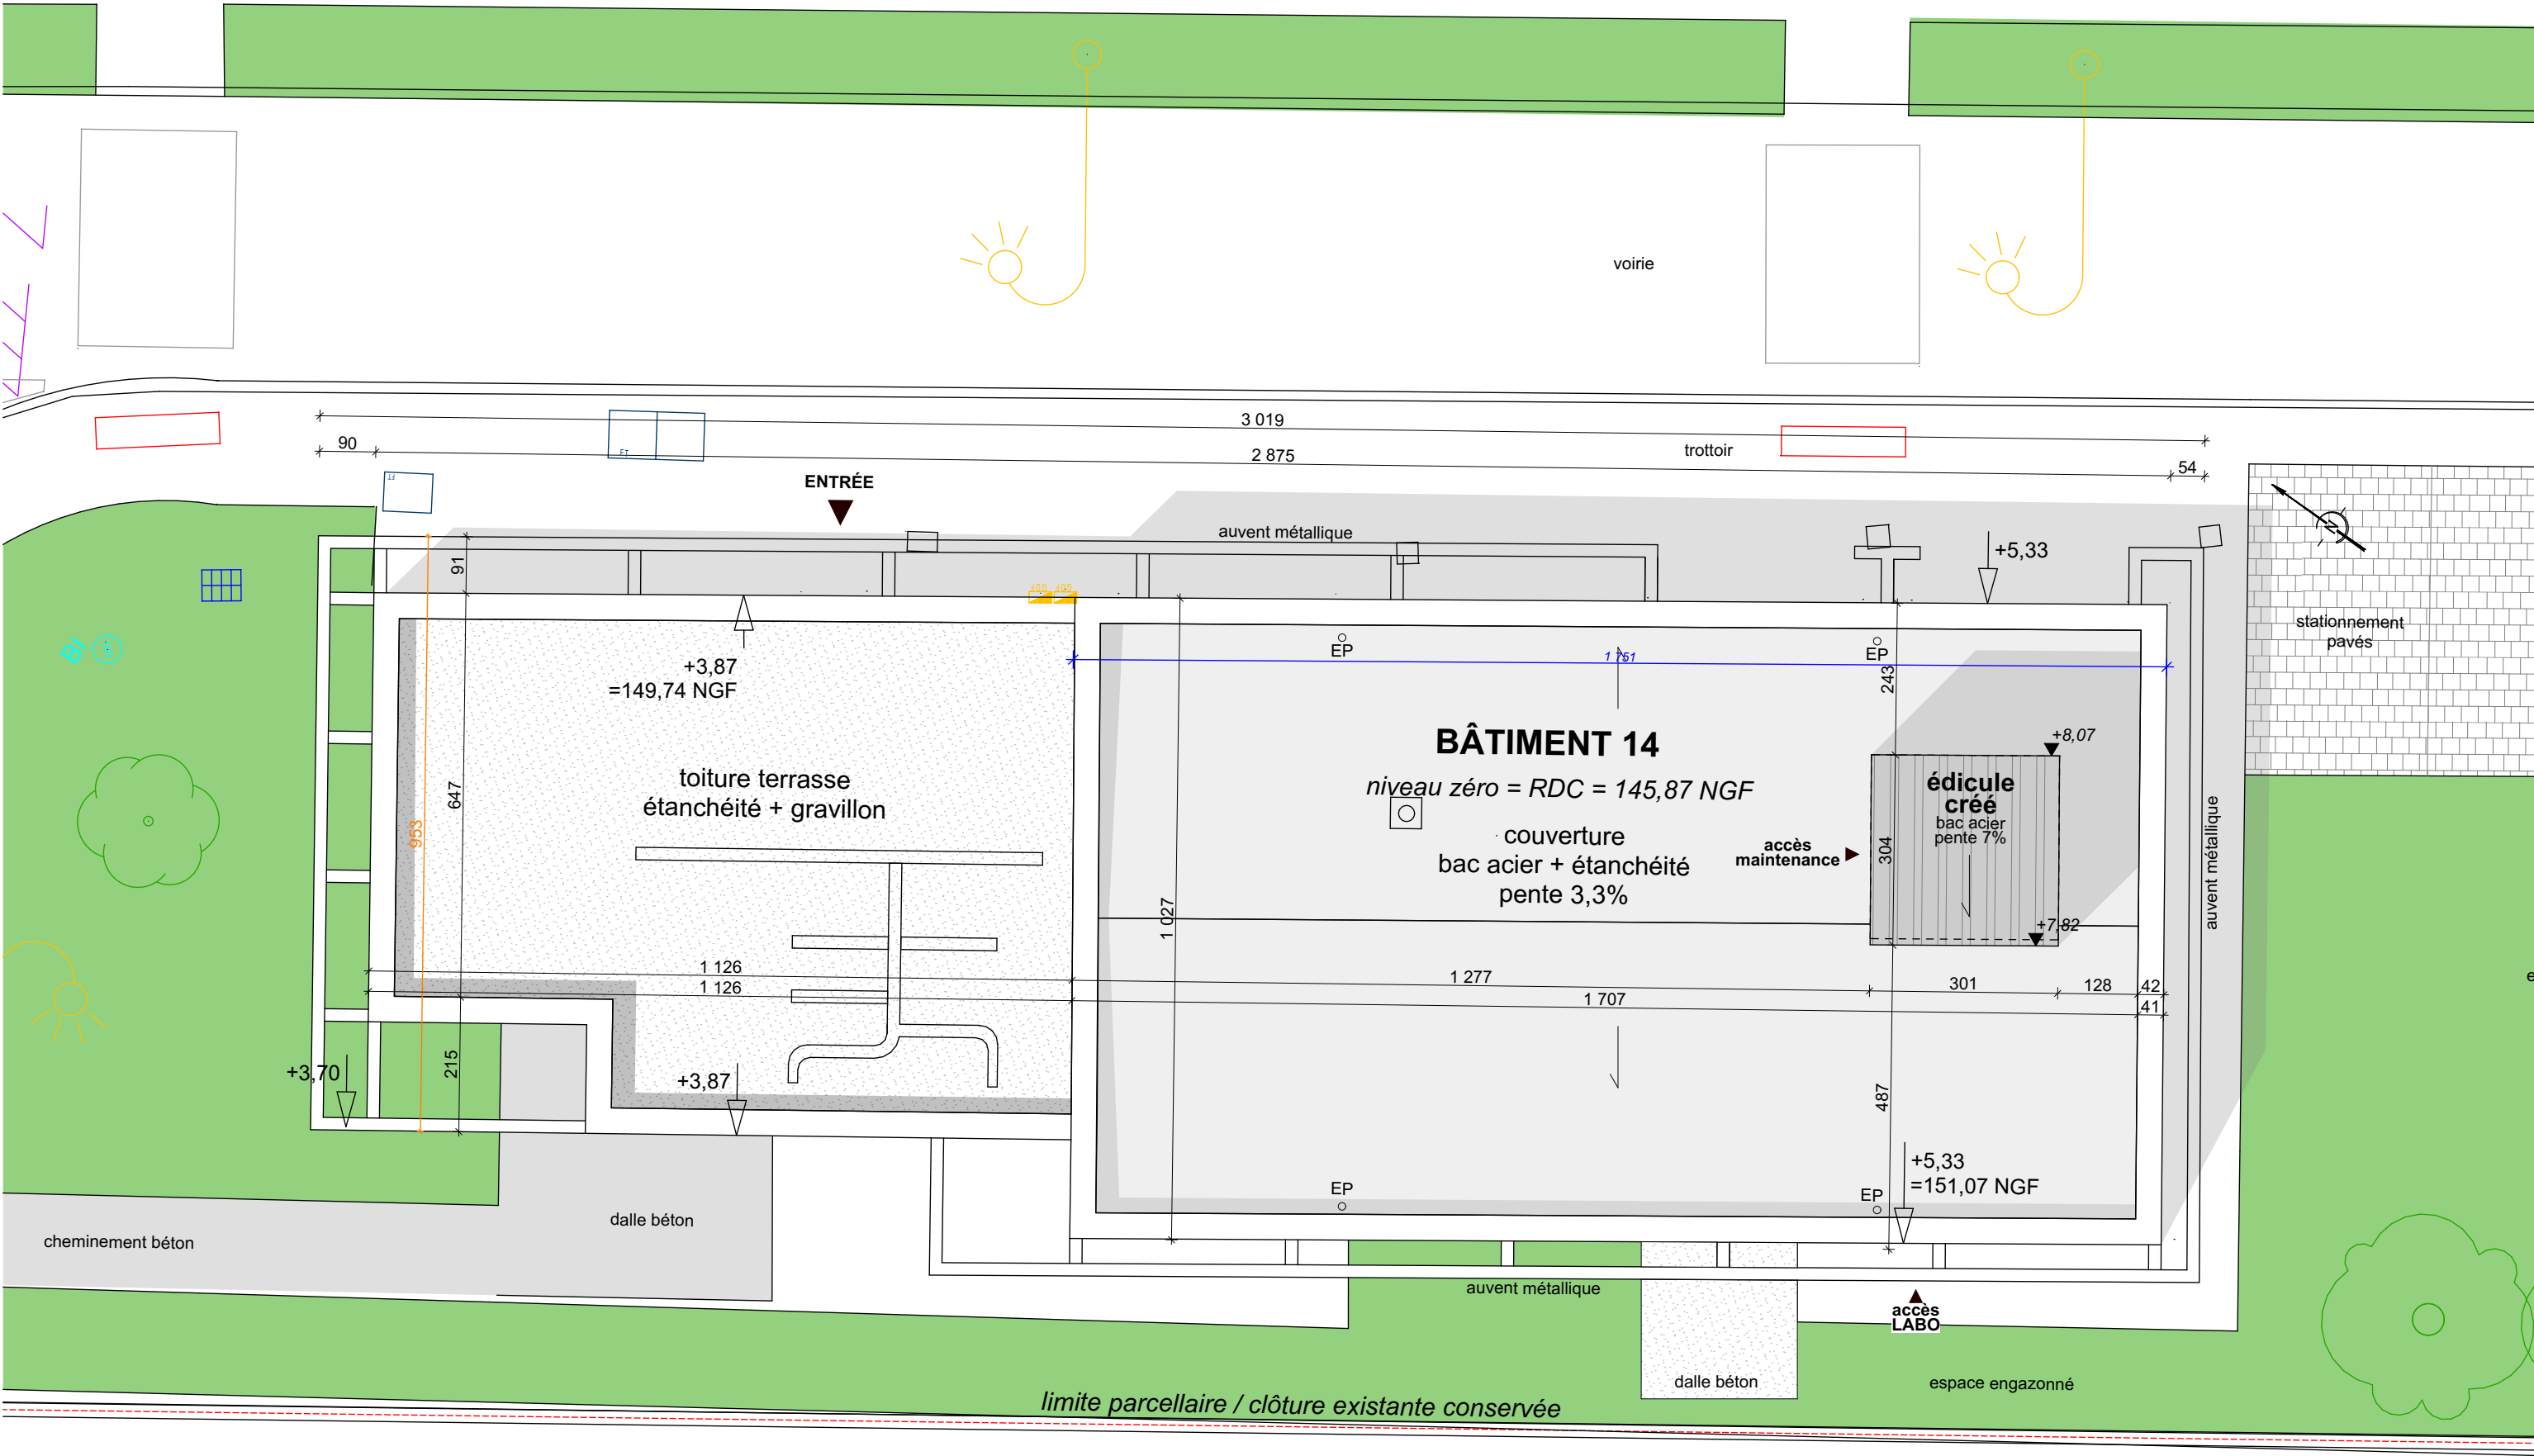 voirie
3 019
90
2 875
trottoir
54
FT
FT
ENTRÉE
auvent métallique
+5,33
N
91
stationnement
pavés
BI
EP
EP
1 751
+3,87
=149,74 NGF
243
BÂTIMENT 14
+8,07
niveau zéro = RDC = 145,87 NGF
toiture terrasse
étanchéité + gravillon
647
953
édicule
créé
bac acier
pente 7%
couverture
bac acier + étanchéité
pente 3,3%
accès
maintenance
304
auvent métallique
1 027
+7,82
1 126
1 277
301
128
42
1 126
1 707
41
215
+3,70
+3,87
487
+5,33
=151,07 NGF
EP
EP
dalle béton
cheminement béton
auvent métallique
accès
LABO
dalle béton
espace engazonné
limite parcellaire / clôture existante conservée